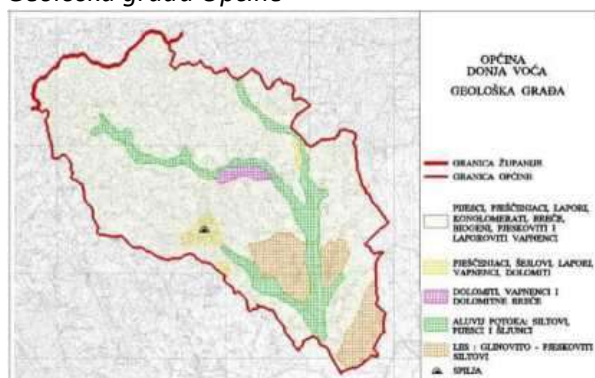 Geološka građa Općine
OPĆINA
DONJA VOĆA
GEOLOŠKA GRAĐA
GRANICA ŽUPANIJE
GRANICA OPĆINE
PIJESCI, PJEŠČENJACI, LAPORI,
KONGLOMERATI, BREČE,
BIOGENI, PJESKOVITI I
LAPOROVITI VAPNENCI
PJEŠČENJACI, ŠEJLOVI, LAPORI,
VAPNENCI, DOLOMITI
DOLOMITI, VAPNENCI I
DOLOMITNE BREČE
ALUVIJ POTOKA: SILTOVI,
PIJESCI I ŠLJUNCI
LES : GLINOVITO - PJESKOVITI
SILTOVI
SPILJA